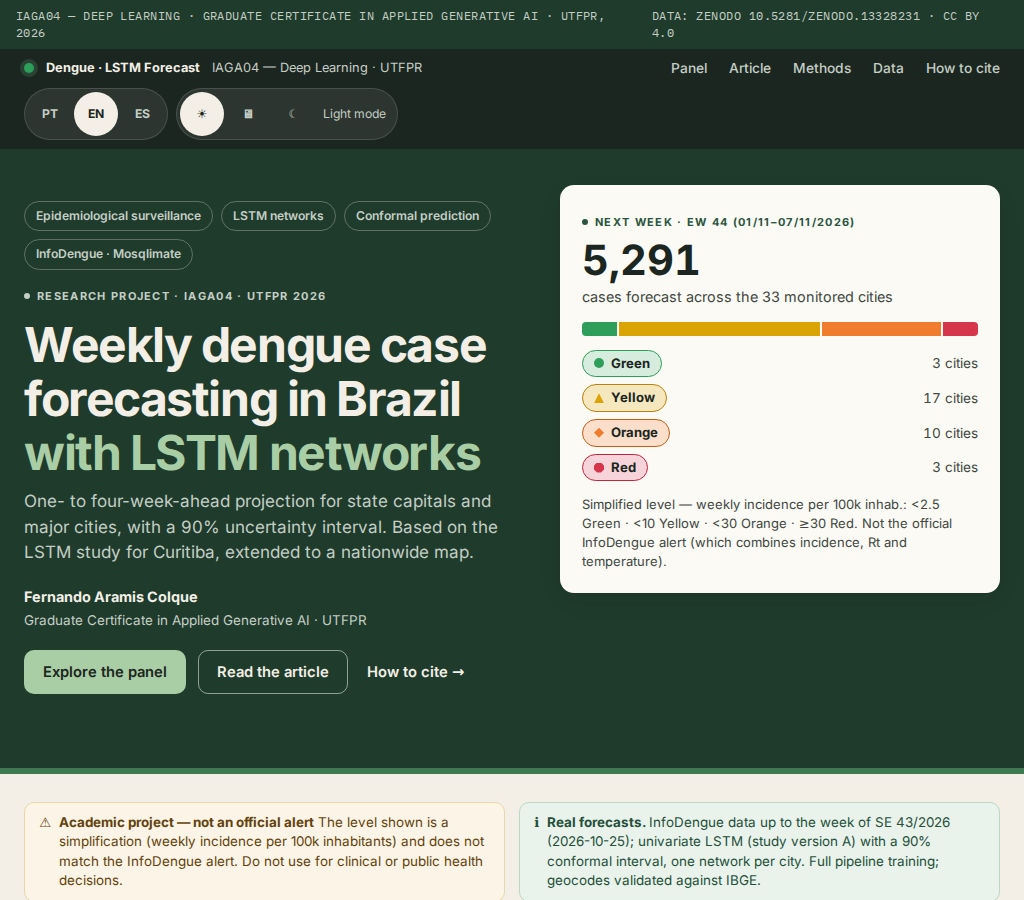 IAGA04 — DEEP LEARNING · GRADUATE CERTIFICATE IN APPLIED GENERATIVE AI · UTFPR, 2026
DATA: ZENODO 10.5281/ZENODO.13328231 · CC BY 4.0
Dengue · LSTM Forecast IAGA04 — Deep Learning · UTFPR
Panel Article Methods Data How to cite
PT EN ES Light mode
Epidemiological surveillance LSTM networks Conformal prediction
InfoDengue · Mosqlimate
RESEARCH PROJECT · IAGA04 · UTFPR 2026
Weekly dengue case
forecasting in Brazil
with LSTM networks
One- to four-week-ahead projection for state capitals and
major cities, with a 90% uncertainty interval. Based on the
LSTM study for Curitiba, extended to a nationwide map.
Fernando Aramis Colque
Graduate Certificate in Applied Generative AI · UTFPR
Explore the panel Read the article How to cite →
NEXT WEEK · EW 44 (01/11–07/11/2026)
5,291
cases forecast across the 33 monitored cities
Green 3 cities
Yellow 17 cities
Orange 10 cities
Red 3 cities
Simplified level — weekly incidence per 100k inhab.: <2.5
Green · <10 Yellow · <30 Orange · ≥30 Red. Not the official
InfoDengue alert (which combines incidence, Rt and
temperature).
⚠ Academic project — not an official alert The level shown is a
simplification (weekly incidence per 100k inhabitants) and does not
match the InfoDengue alert. Do not use for clinical or public health
decisions.
ℹ Real forecasts. InfoDengue data up to the week of SE 43/2026
(2026-10-25); univariate LSTM (study version A) with a 90%
conformal interval, one network per city. Full pipeline training;
geocodes validated against IBGE.